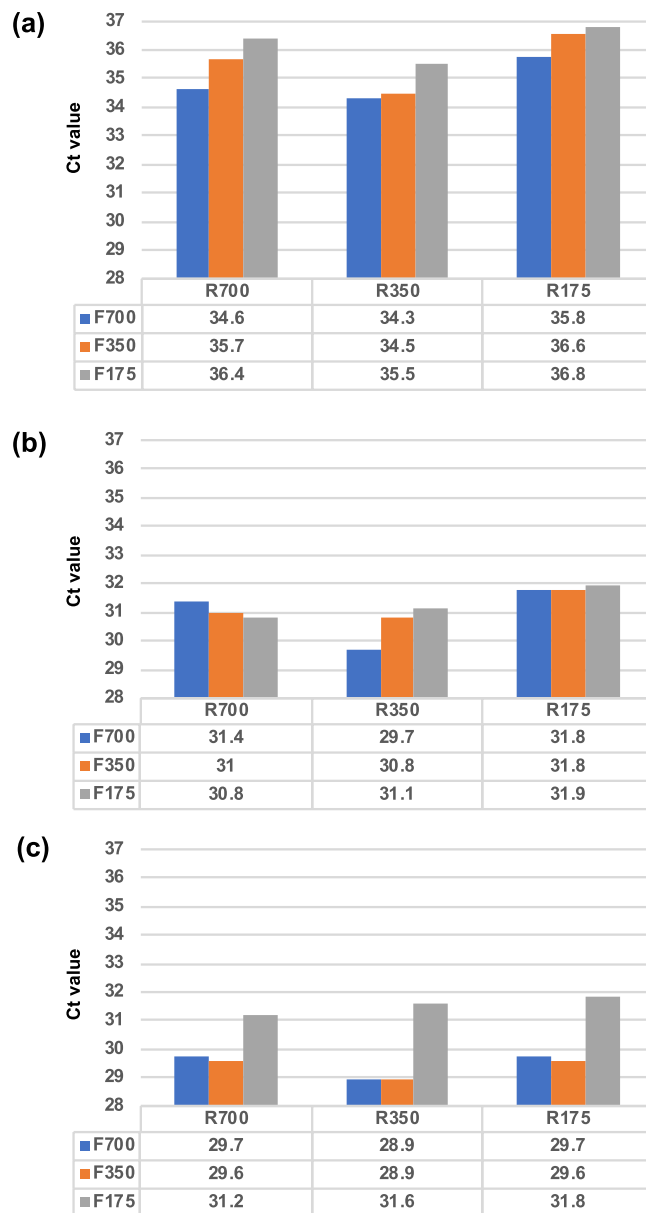 (a)
Ct value
37
36
35
34
33
32
31
30
29
28
R700 R350 R175
F700 34.6 34.3 35.8
F350 35.7 34.5 36.6
F175 36.4 35.5 36.8
(b)
Ct value
37
36
35
34
33
32
31
30
29
28
R700 R350 R175
F700 31.4 29.7 31.8
F350 31 30.8 31.8
F175 30.8 31.1 31.9
(c)
Ct value
37
36
35
34
33
32
31
30
29
28
R700 R350 R175
F700 29.7 28.9 29.7
F350 29.6 28.9 29.6
F175 31.2 31.6 31.8